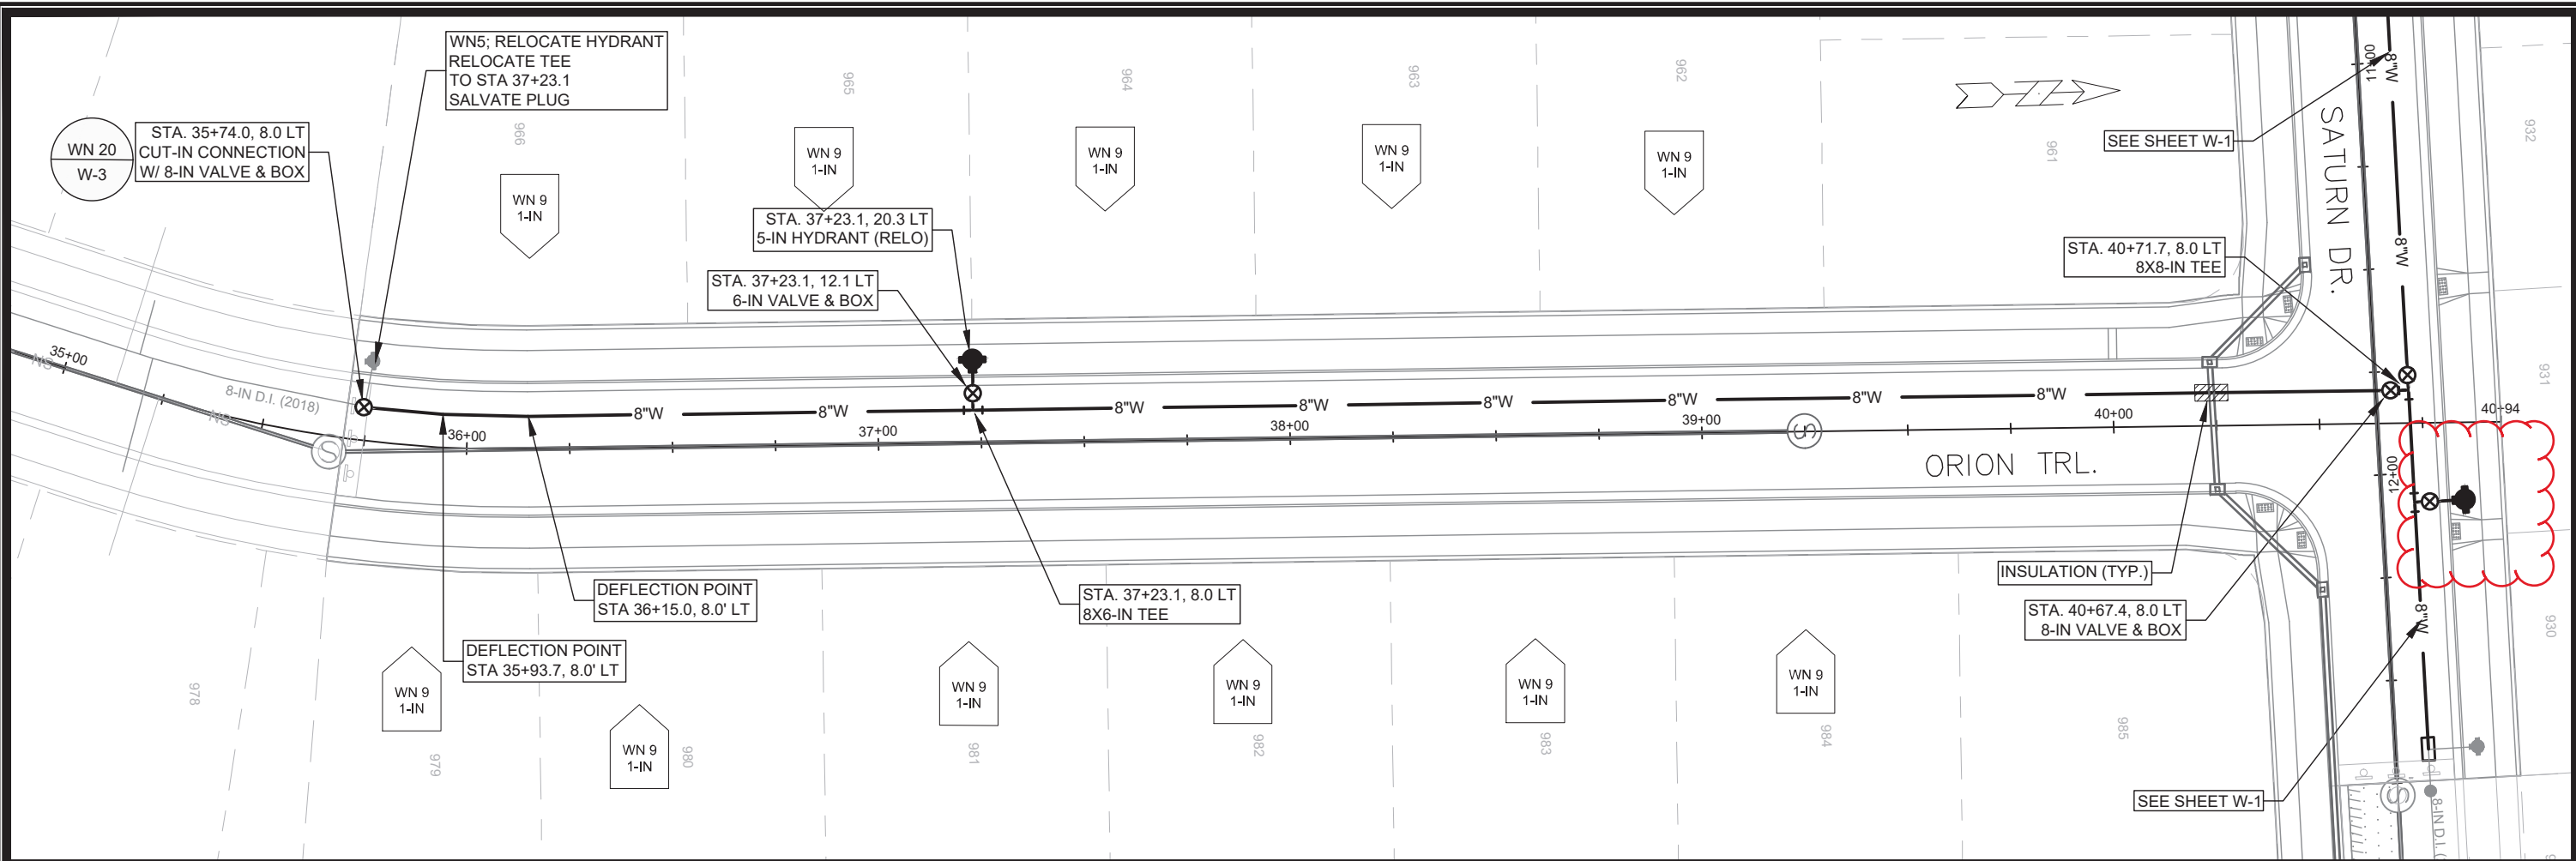 WN5; RELOCATE HYDRANT
RELOCATE TEE
TO STA 37+23.1
SALVATE PLUG
WN 20
W-3
STA. 35+74.0, 8.0 LT
CUT-IN CONNECTION
W/ 8-IN VALVE & BOX
966
965
964
963
962
961
932
931
930
WN 9
1-IN
WN 9
1-IN
WN 9
1-IN
WN 9
1-IN
WN 9
1-IN
STA. 37+23.1, 20.3 LT
5-IN HYDRANT (RELO)
STA. 37+23.1, 12.1 LT
6-IN VALVE & BOX
N
SEE SHEET W-1
SATURN DR.
11+00
8"W
8"W
STA. 40+71.7, 8.0 LT
8X8-IN TEE
35+00
NS
NS
8-IN D.I. (2018)
8"W
8"W
8"W
8"W
8"W
8"W
8"W
8"W
36+00
37+00
38+00
39+00
40+00
40+94
S
S
ORION TRL.
12+00
8"W
DEFLECTION POINT
STA 36+15.0, 8.0' LT
DEFLECTION POINT
STA 35+93.7, 8.0' LT
STA. 37+23.1, 8.0 LT
8X6-IN TEE
INSULATION (TYP.)
STA. 40+67.4, 8.0 LT
8-IN VALVE & BOX
WN 9
1-IN
WN 9
1-IN
WN 9
1-IN
WN 9
1-IN
WN 9
1-IN
WN 9
1-IN
978
979
980
981
982
983
984
985
SEE SHEET W-1
S
8-IN D.I.